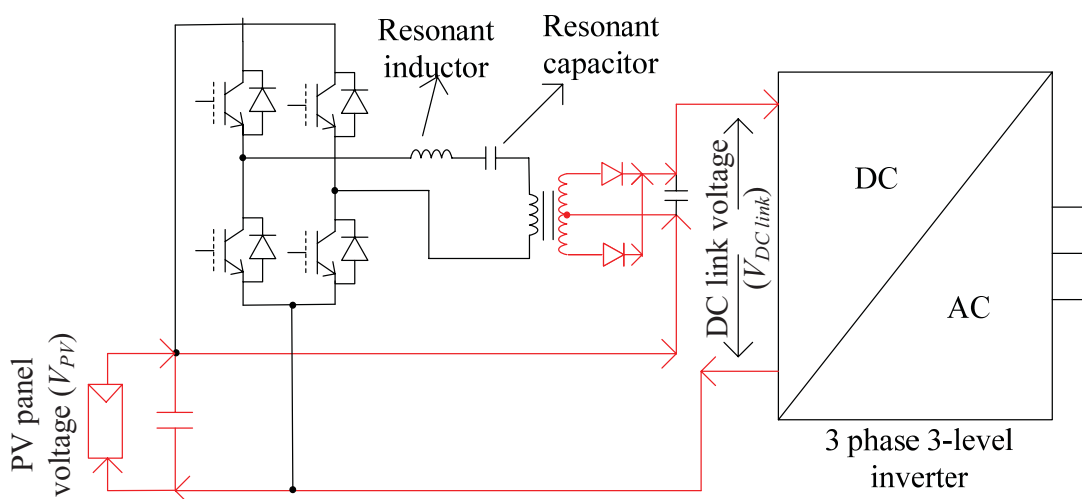 Resonant
inductor
Resonant
capacitor
DC link voltage
(V_DC link)
DC
AC
PV panel
voltage (V_PV)
3 phase 3-level
inverter